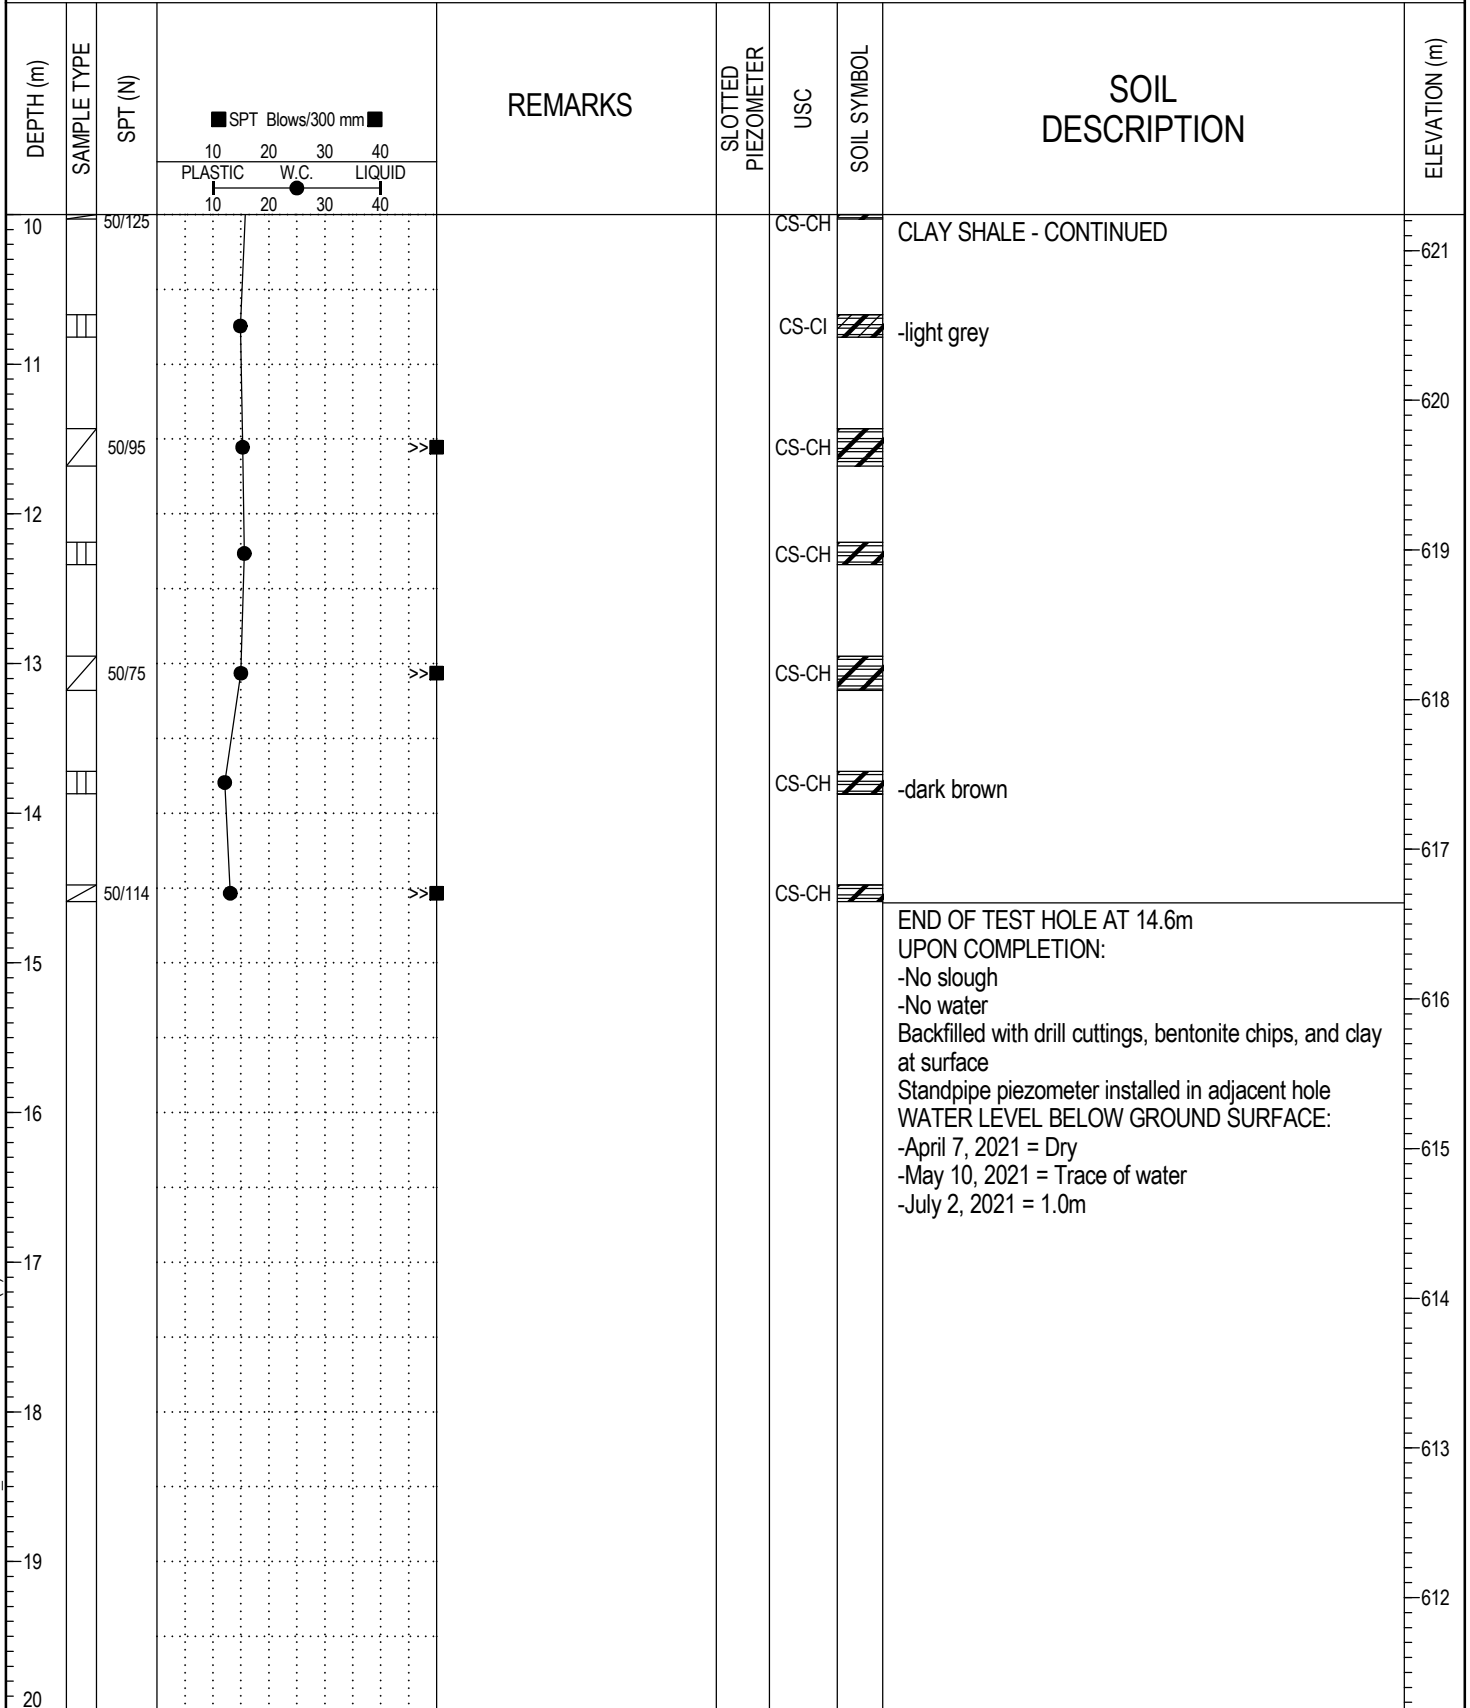 DEPTH (m)
SAMPLE TYPE
SPT (N)
■ SPT Blows/300 mm ■
10 20 30 40
PLASTIC W.C. LIQUID
10 20 30 40
REMARKS
SLOTTED
PIEZOMETER
USC
SOIL SYMBOL
SOIL
DESCRIPTION
ELEVATION (m)
10 50/125 CS-CH CLAY SHALE - CONTINUED
621
CS-CI -light grey
11
620
50/95 >> CS-CH
12
CS-CH 619
13 50/75 >> CS-CH
618
CS-CH -dark brown
14
617
50/114 >> CS-CH
END OF TEST HOLE AT 14.6m
UPON COMPLETION:
15
-No slough
-No water 616
Backfilled with drill cuttings, bentonite chips, and clay
at surface
Standpipe piezometer installed in adjacent hole
16 WATER LEVEL BELOW GROUND SURFACE:
-April 7, 2021 = Dry 615
-May 10, 2021 = Trace of water
-July 2, 2021 = 1.0m
17
614
18
613
19
612
20